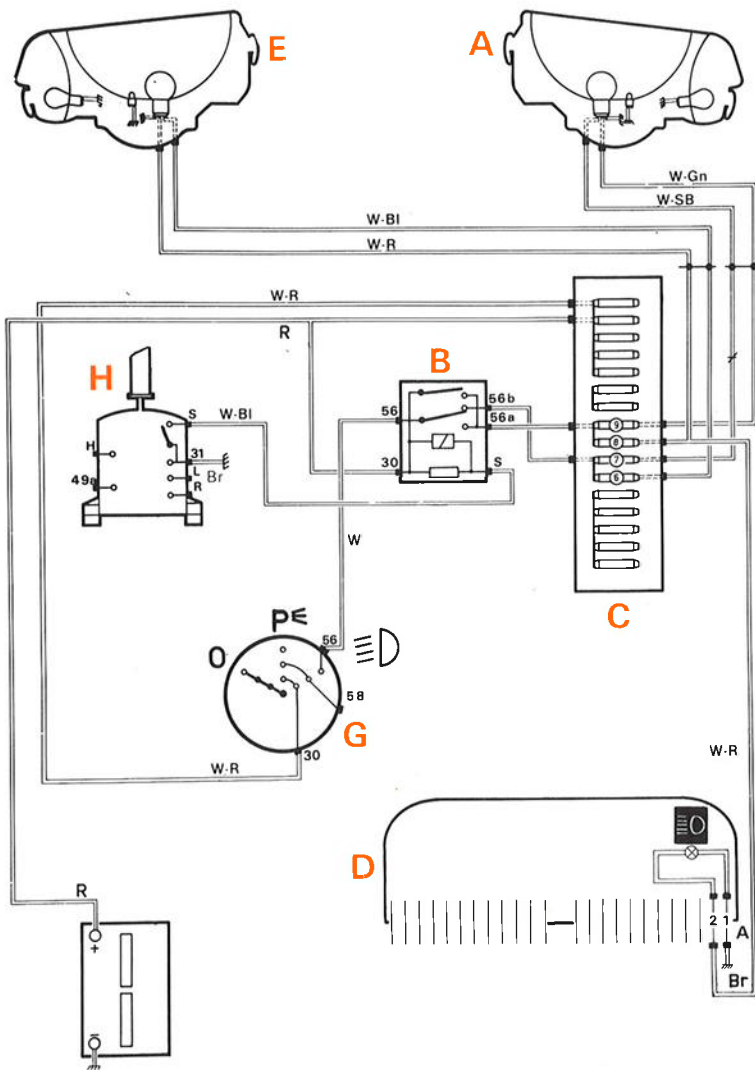 E A
W-Gn
W-SB
W-Bl
W-R
W-R
R
B
H
S W-Bl 56 56b
56a
H 31
L
49a Br
R
30 S
9
8
7
6
W
C
P
O 56
58
G
30
W-R
W-R
D
R
2 1 A
+
Br
–